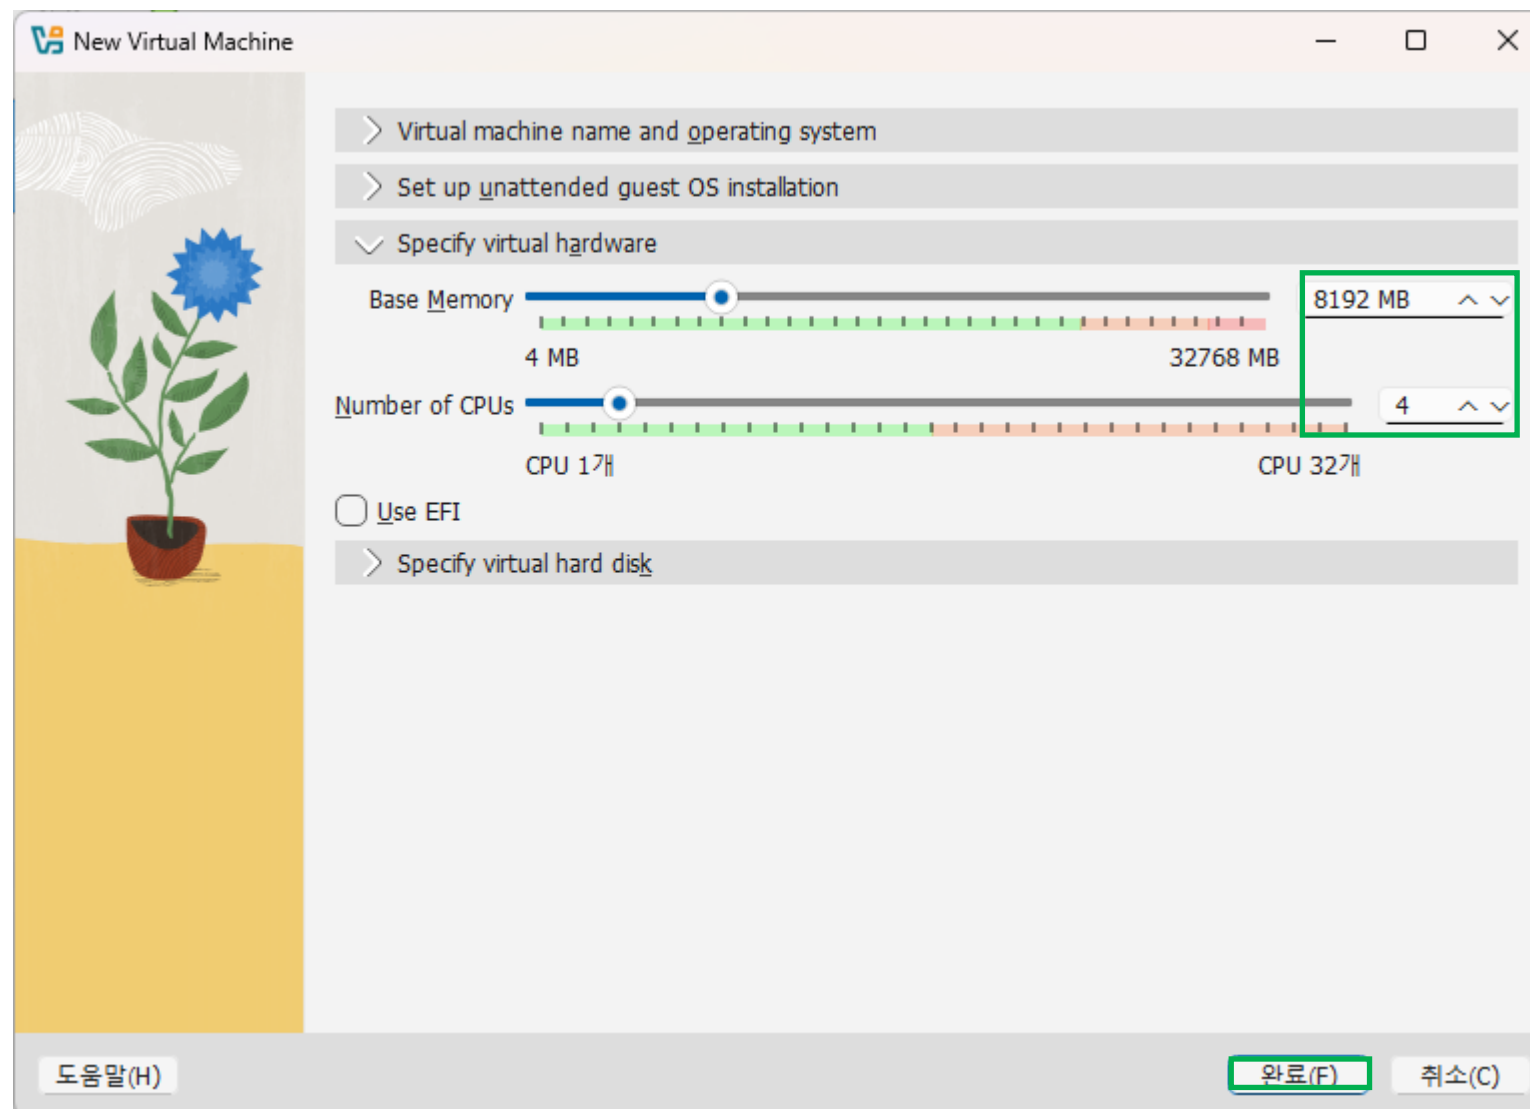 New Virtual Machine
Virtual machine name and operating system
Set up unattended guest OS installation
Specify virtual hardware
Base Memory
8192 MB
4 MB
32768 MB
Number of CPUs
4
CPU 1개
CPU 32개
Use EFI
Specify virtual hard disk
도움말(H)
완료(F)
취소(C)